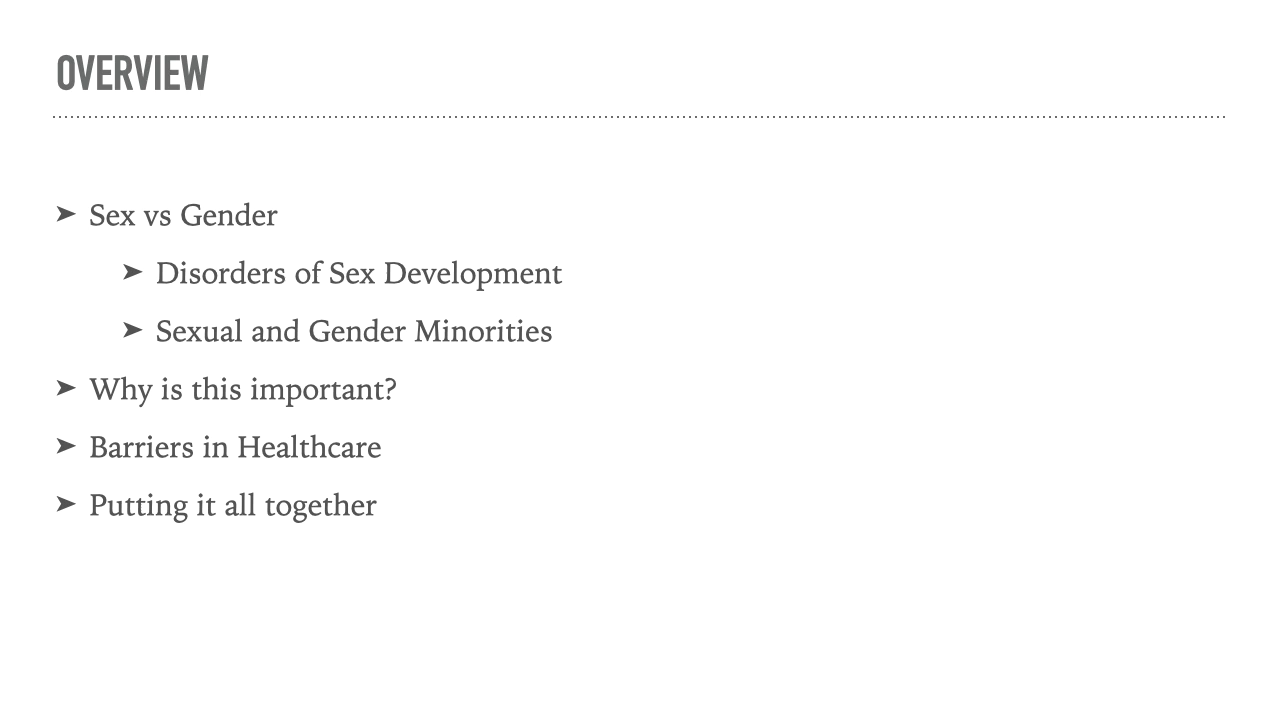 OVERVIEW
➤ Sex vs Gender
➤ Disorders of Sex Development
➤ Sexual and Gender Minorities
➤ Why is this important?
➤ Barriers in Healthcare
➤ Putting it all together